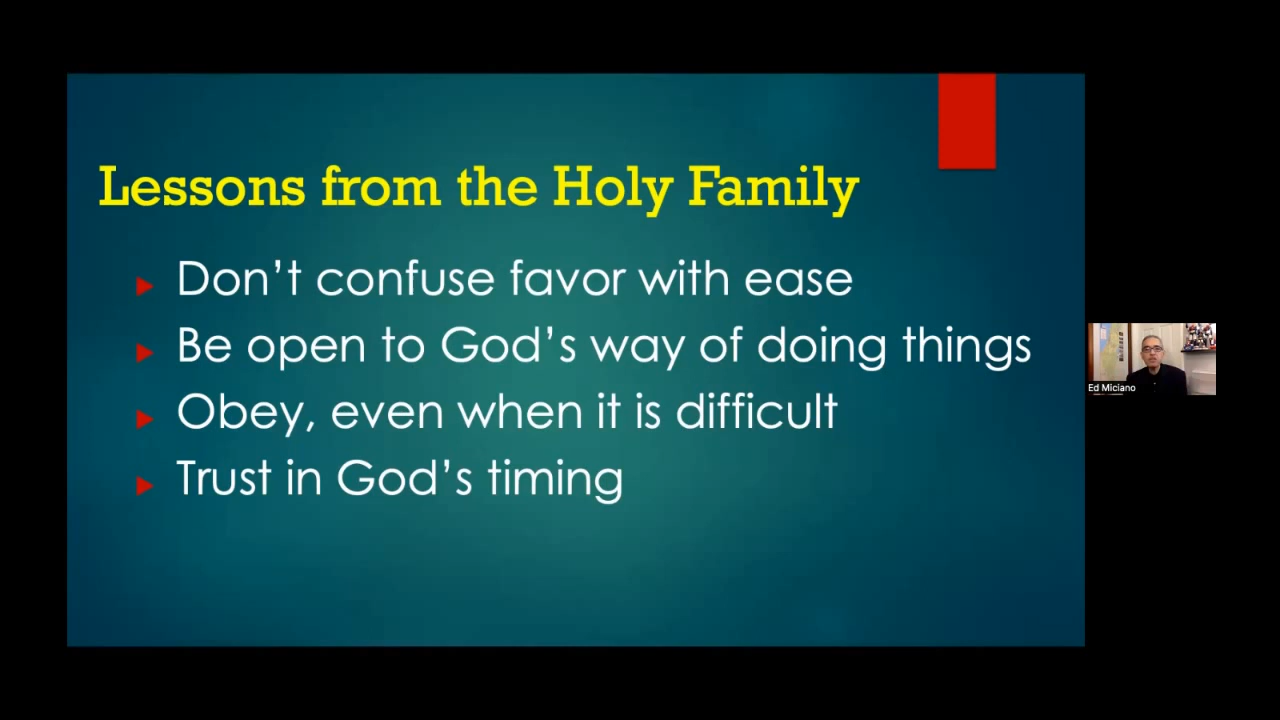 Lessons from the Holy Family
Don’t confuse favor with ease
Be open to God’s way of doing things
Obey, even when it is difficult
Trust in God’s timing
Ed Miciano